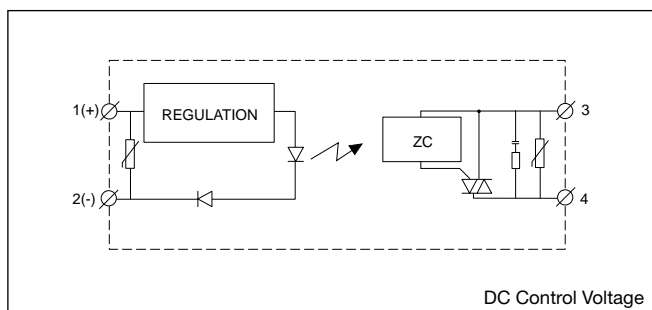 1(+)
REGULATION
3
ZC
2(-)
4
DC Control Voltage